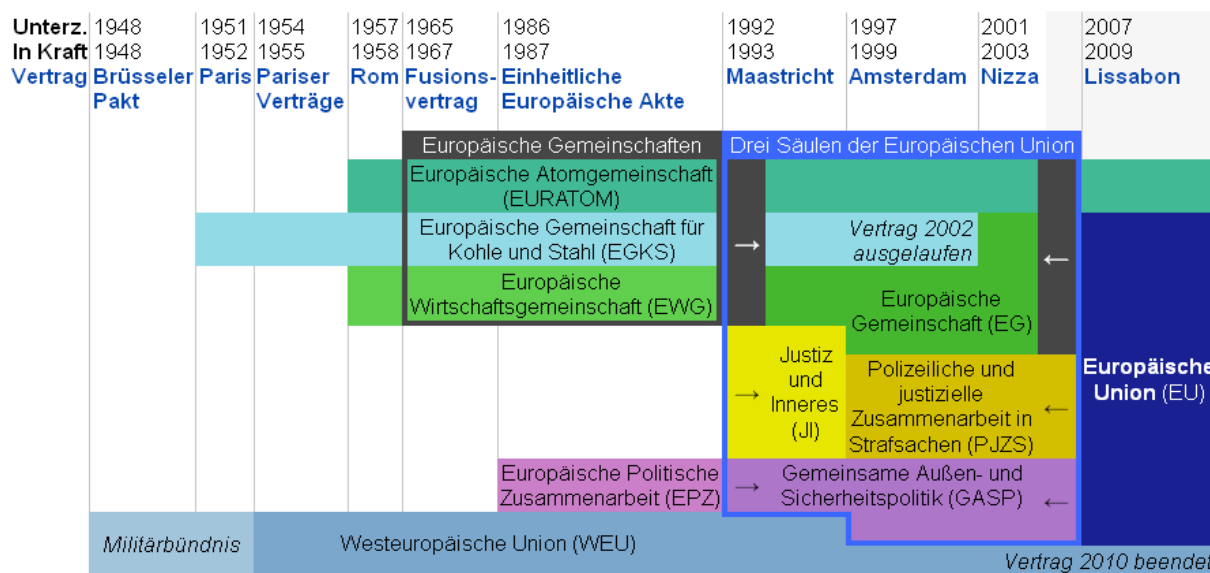 Unterz. 1948 1951 1954 1957 1965 1986 1992 1997 2001 2007
In Kraft 1948 1952 1955 1958 1967 1987 1993 1999 2003 2009
Vertrag Brüsseler Paris Pariser Rom Fusions- Einheitliche Maastricht Amsterdam Nizza Lissabon
Pakt Verträge vertrag Europäische Akte
Europäische Gemeinschaften
Drei Säulen der Europäischen Union
Europäische Atomgemeinschaft
(EURATOM)
Europäische Gemeinschaft für
Kohle und Stahl (EGKS)
→
Vertrag 2002
ausgelaufen
←
Europäische
Wirtschaftsgemeinschaft (EWG)
Europäische
Gemeinschaft (EG)
→
Justiz
und
Inneres
(JI)
Polizeiliche und
justizielle
Zusammenarbeit in
Strafsachen (PJZS)
←
Europäische
Union (EU)
Europäische Politische
Zusammenarbeit (EPZ)
→
Gemeinsame Außen- und
Sicherheitspolitik (GASP)
←
Militärbündnis
Westeuropäische Union (WEU)
Vertrag 2010 beendet